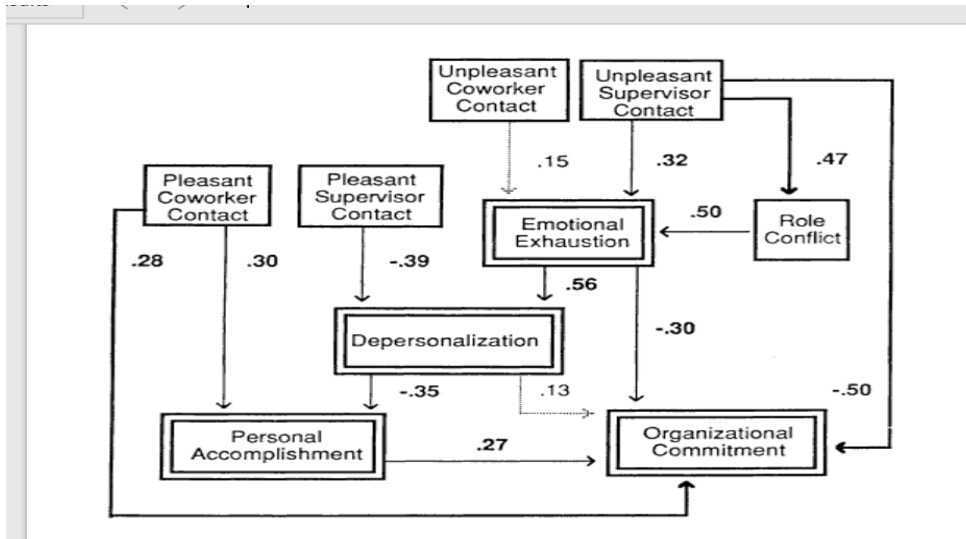 Unpleasant
Coworker
Contact
Unpleasant
Supervisor
Contact
.15
.32
.47
Pleasant
Coworker
Contact
Pleasant
Supervisor
Contact
Emotional
Exhaustion
.50
Role
Conflict
.28
.30
-.39
.56
-.30
Depersonalization
-.35
.13
-.50
Personal
Accomplishment
.27
Organizational
Commitment